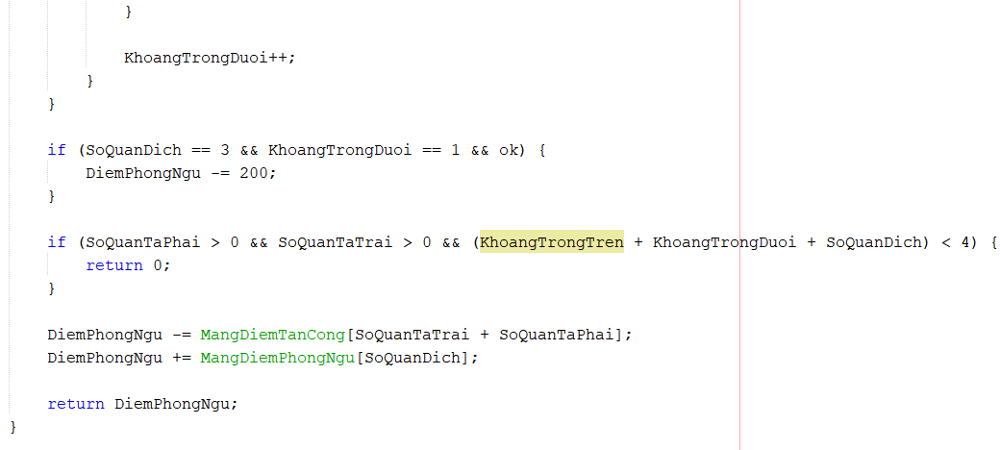 }
KhoangTrongDuoi++;
}
}
if (SoQuanDich == 3 && KhoangTrongDuoi == 1 && ok) {
DiemPhongNgu -= 200;
}
if (SoQuanTaPhai > 0 && SoQuanTaTrai > 0 && (KhoangTrongTren + KhoangTrongDuoi + SoQuanDich) < 4) {
return 0;
}
DiemPhongNgu -= MangDiemTanCong[SoQuanTaTrai + SoQuanTaPhai];
DiemPhongNgu += MangDiemPhongNgu[SoQuanDich];
return DiemPhongNgu;
}